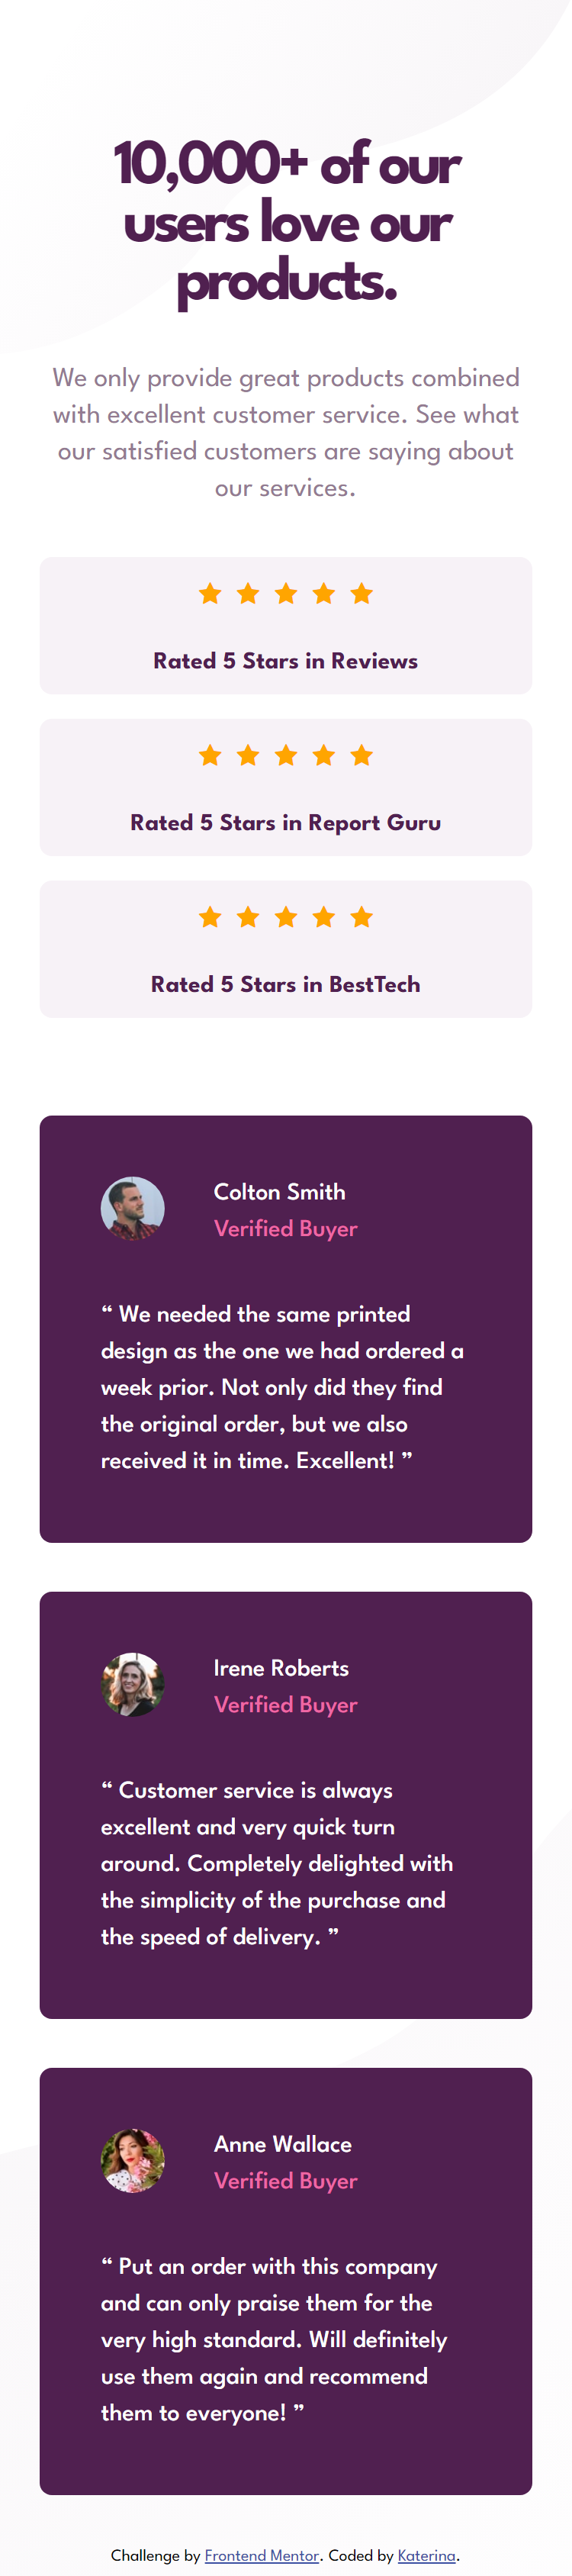 10,000+ of our
users love our
products.
We only provide great products combined
with excellent customer service. See what
our satisfied customers are saying about
our services.
Rated 5 Stars in Reviews
Rated 5 Stars in Report Guru
Rated 5 Stars in BestTech
Colton Smith
Verified Buyer
“ We needed the same printed
design as the one we had ordered a
week prior. Not only did they find
the original order, but we also
received it in time. Excellent! ”
Irene Roberts
Verified Buyer
“ Customer service is always
excellent and very quick turn
around. Completely delighted with
the simplicity of the purchase and
the speed of delivery. ”
Anne Wallace
Verified Buyer
“ Put an order with this company
and can only praise them for the
very high standard. Will definitely
use them again and recommend
them to everyone! ”
Challenge by Frontend Mentor. Coded by Katerina.